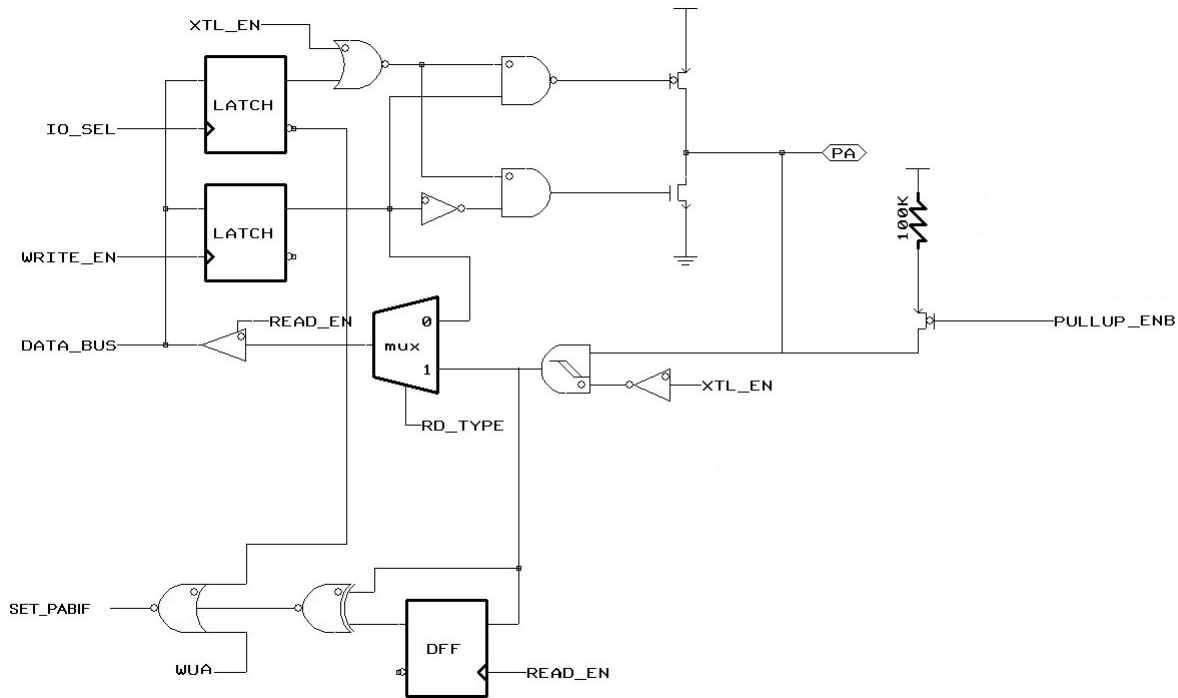 XTL_EN
LATCH
IO_SEL
PA
100K
LATCH
WRITE_EN
READ_EN
0
PULLUP_ENB
DATA_BUS
mux
1
XTL_EN
RD_TYPE
SET_PABIF
DFF
WUA
READ_EN